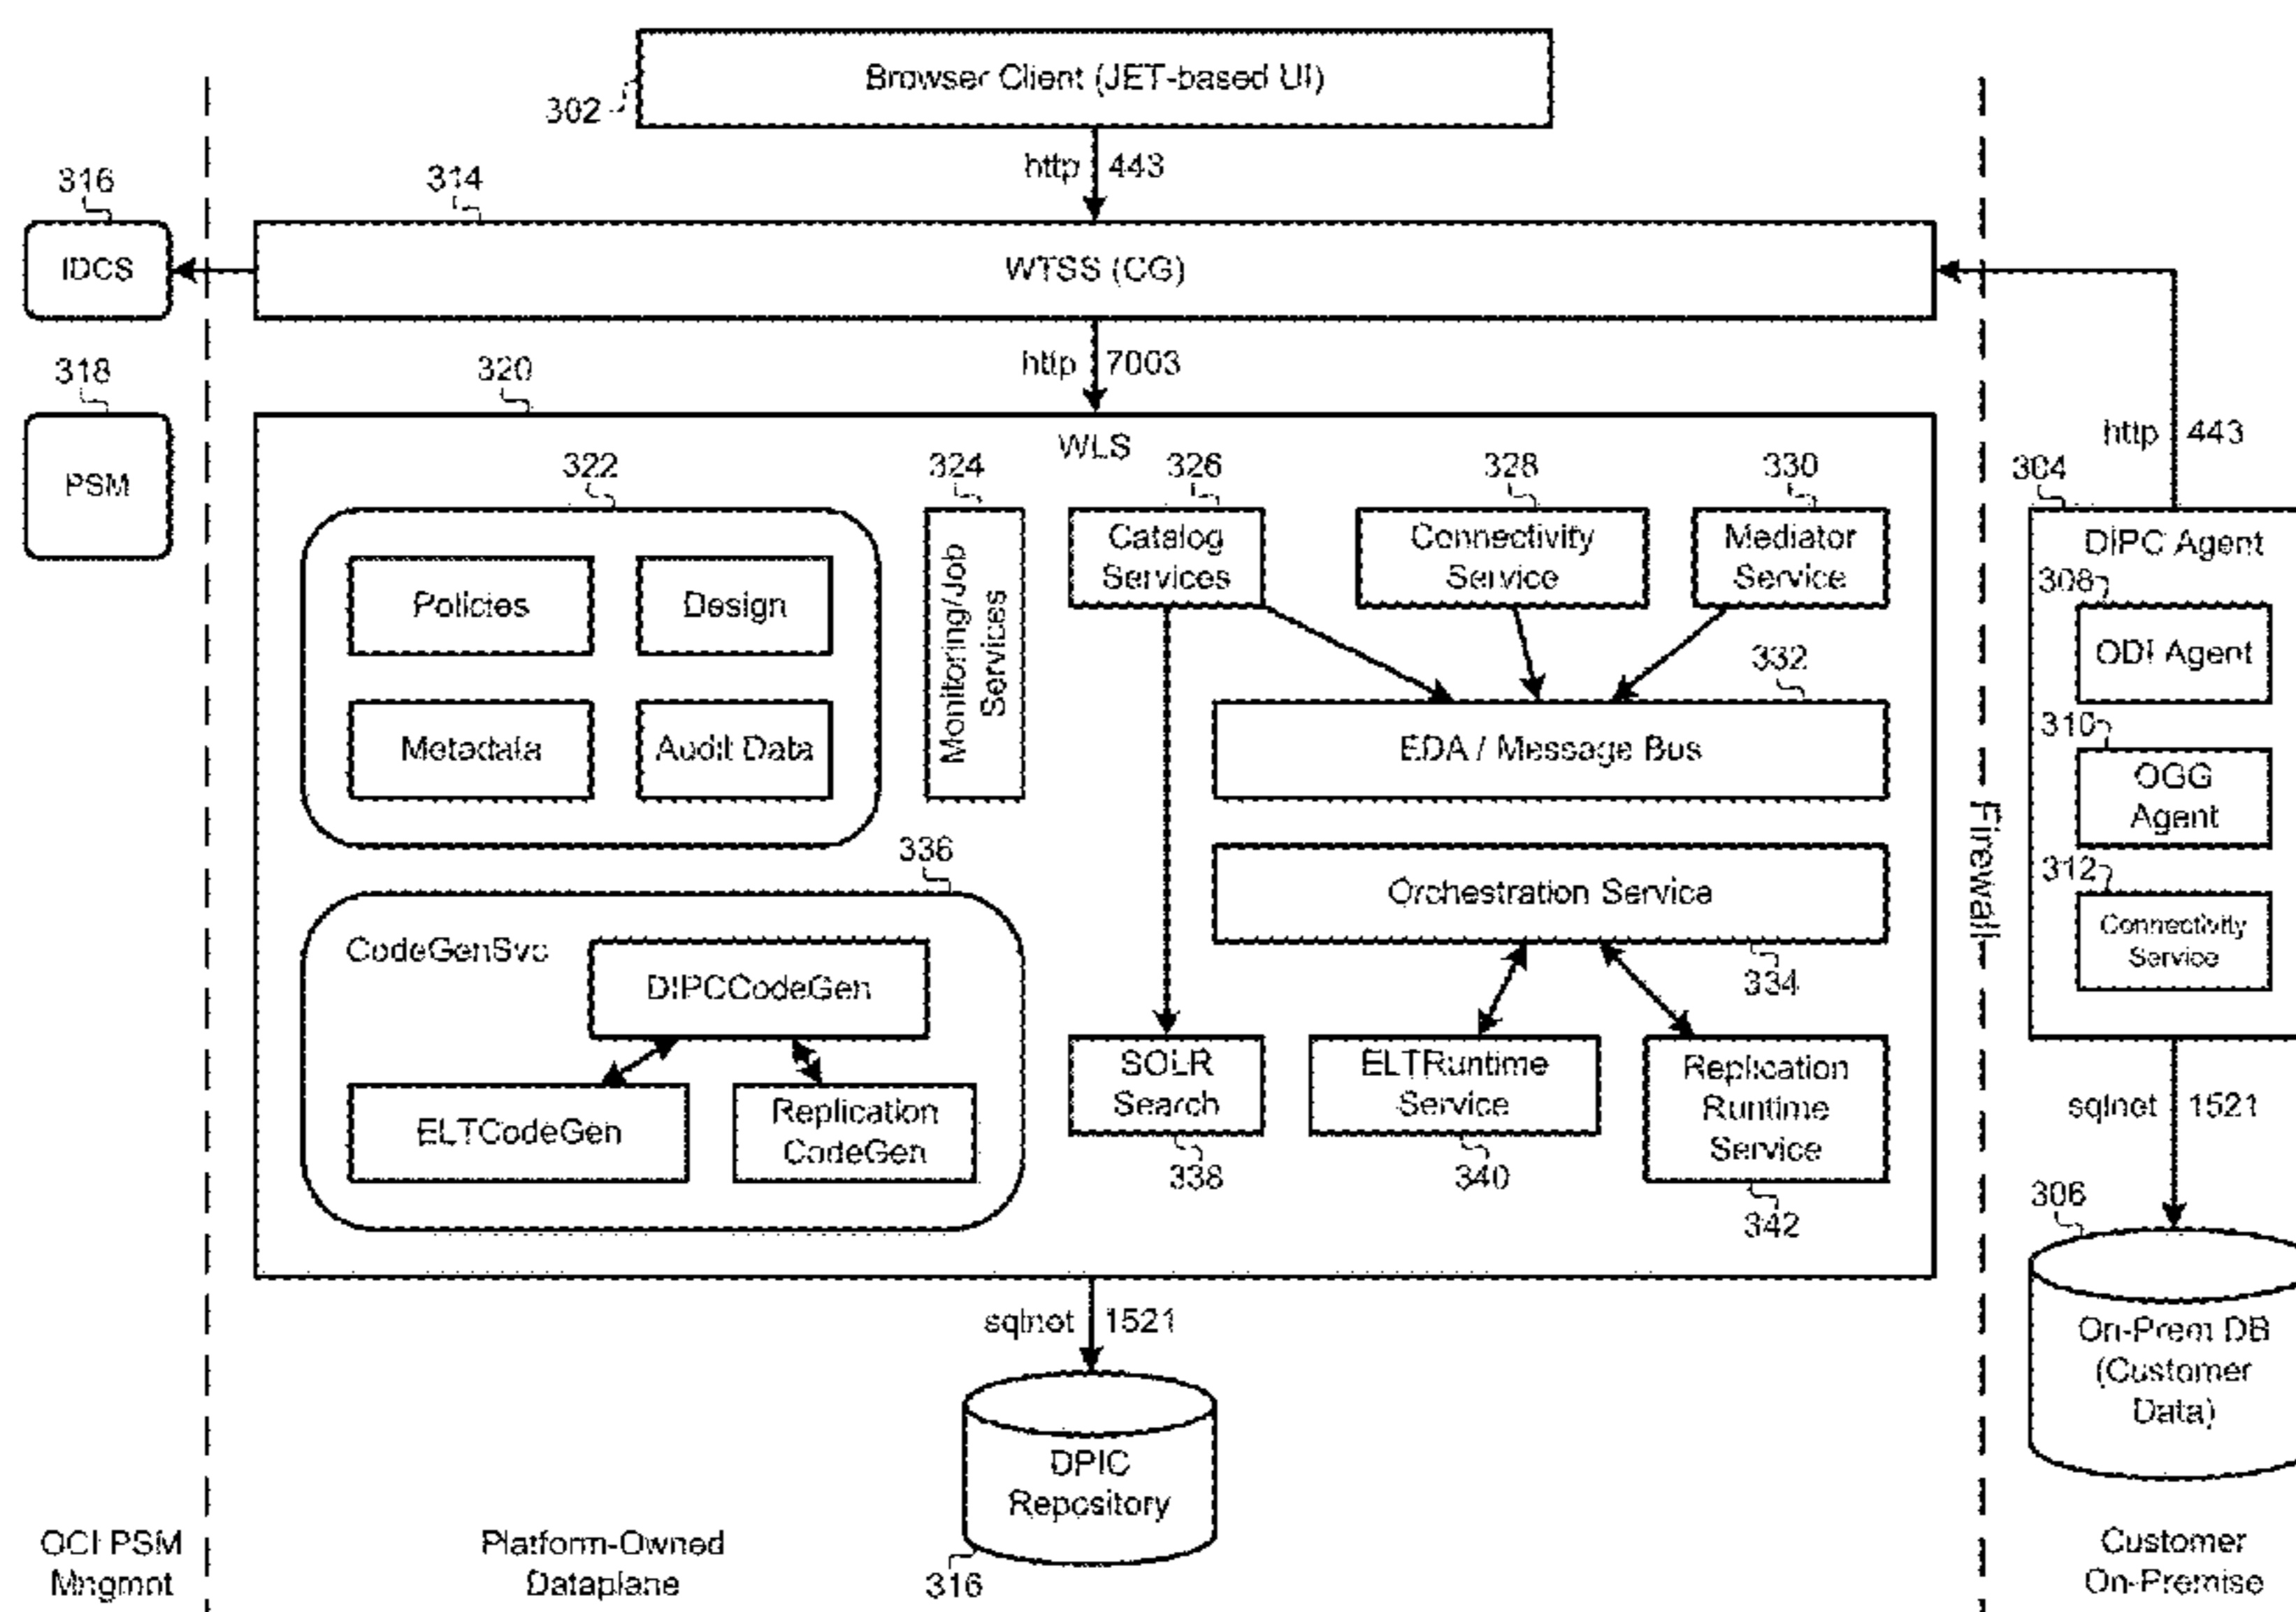 Browser Client (JET-based UI)
302
http 443
316
314
IDCS
WTSS (CG)
318
320
http 7003
PSM
WLS
http 443
322
324
326
328
330
304
Policies
Design
Metadata
Audit Data
Monitoring/Job
Services
Catalog
Services
Connectivity
Service
Mediator
Service
332
EDA / Message Bus
Orchestration Service
334
336
CodeGenSvc
DIPCCodeGen
ELTCodeGen
Replication
CodeGen
SOLR
Search
338
ELTRuntime
Service
340
Replication
Runtime
Service
342
Firewall
DIPC Agent
308
ODI Agent
310
OGG
Agent
312
Connectivity
Service
sqlnet 1521
306
On-Prem DB
(Customer
Data)
sqlnet 1521
DPIC
Repository
316
OCI PSM
Mngmnt
Platform-Owned
Dataplane
Customer
On-Premise